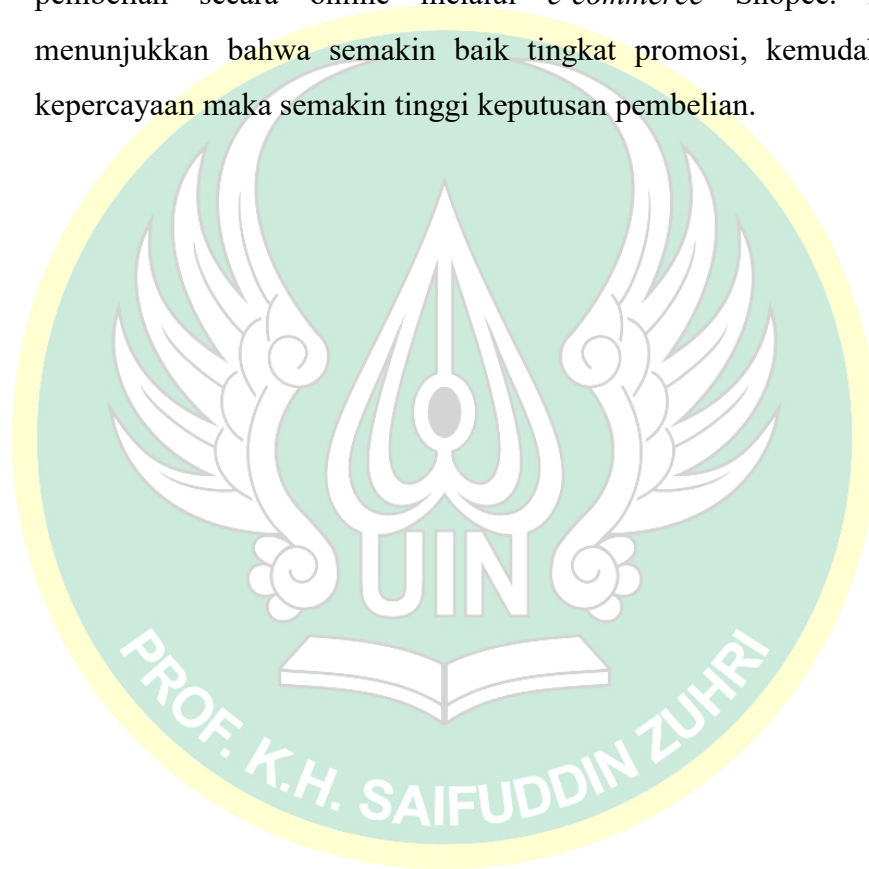 pembelian secara online melalui e-commerce Shopee.
menunjukkan bahwa semakin baik tingkat promosi,
kepercayaan maka semakin tinggi keputusan pembelian.
UIN
PROF. K.H. SAIFUDDIN ZUHRI